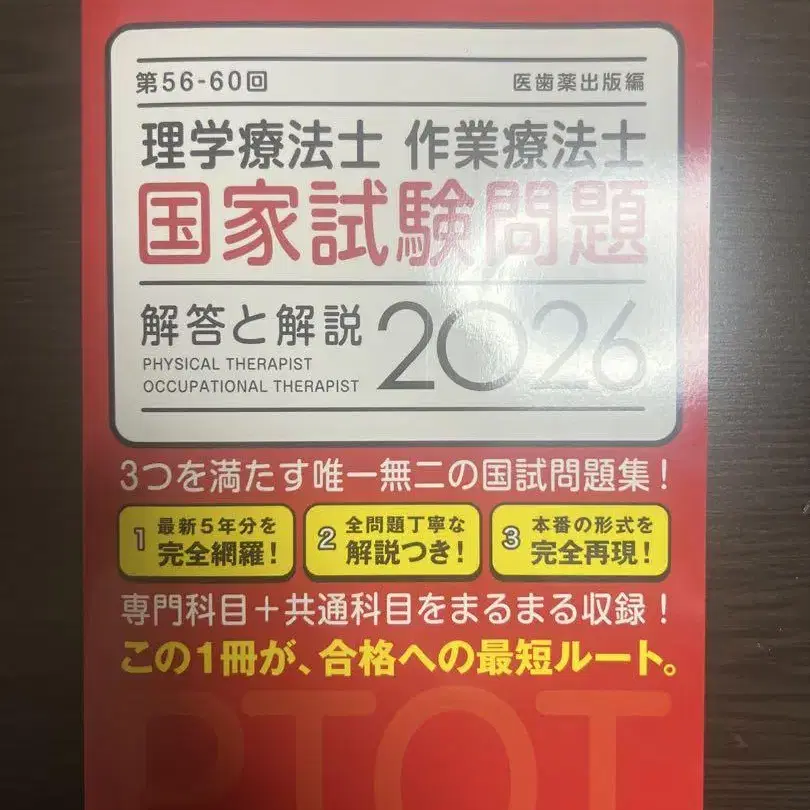 第56-60回
医歯薬出版編
理学療法士 作業療法士
国家試験問題
解答と解説 2026
PHYSICAL THERAPIST
OCCUPATIONAL THERAPIST
3つを満たす唯一無二の国試問題集！
1 最新5年分を
完全網羅！
2 全問題丁寧な
解説つき！
3 本番の形式を
完全再現！
専門科目＋共通科目をまるまる収録！
この1冊が、合格への最短ルート。
PTOT